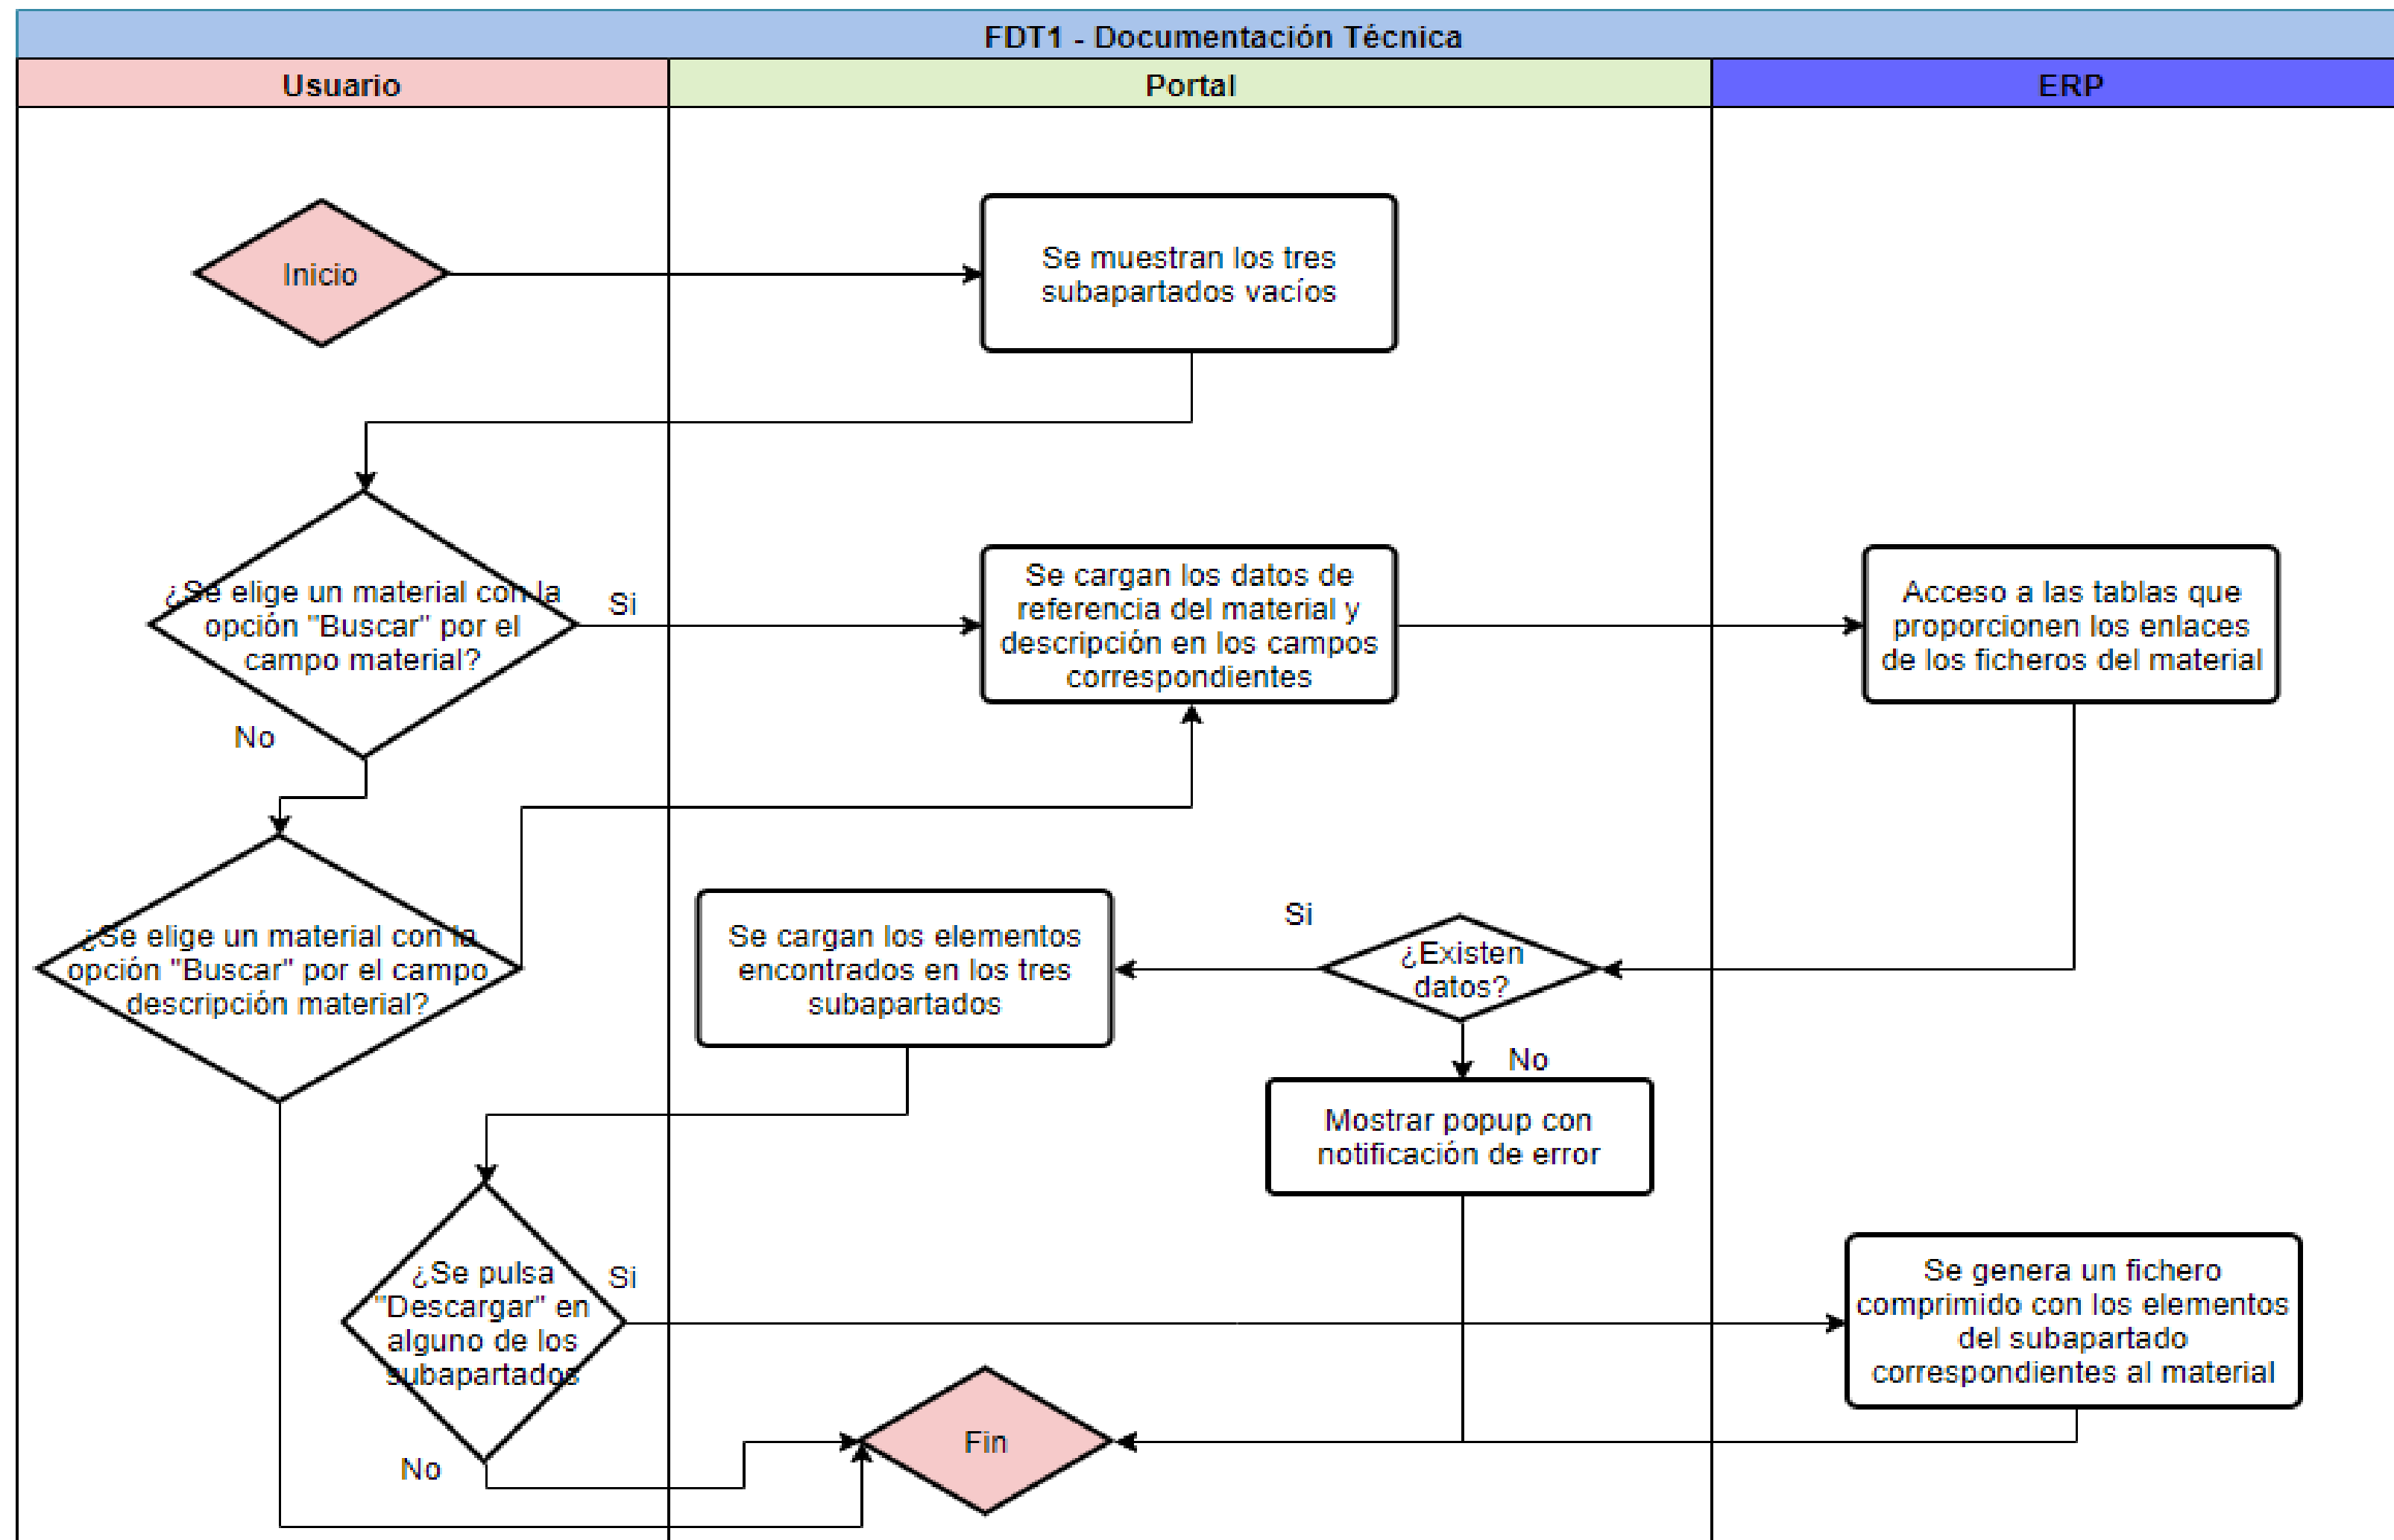 FDT1 - Documentación Técnica
Usuario
Portal
ERP
Inicio
Se muestran los tres
subapartados vacíos
¿Se elige un material con la
opción "Buscar" por el
campo material?
Si
No
Se cargan los datos de
referencia del material y
descripción en los campos
correspondientes
Acceso a las tablas que
proporcionen los enlaces
de los ficheros del material
¿Se elige un material con la
opción "Buscar" por el campo
descripción material?
Se cargan los elementos
encontrados en los tres
subapartados
Si
¿Existen
datos?
No
Mostrar popup con
notificación de error
¿Se pulsa
"Descargar" en
alguno de los
subapartados
Si
No
Se genera un fichero
comprimido con los elementos
del subapartado
correspondientes al material
Fin